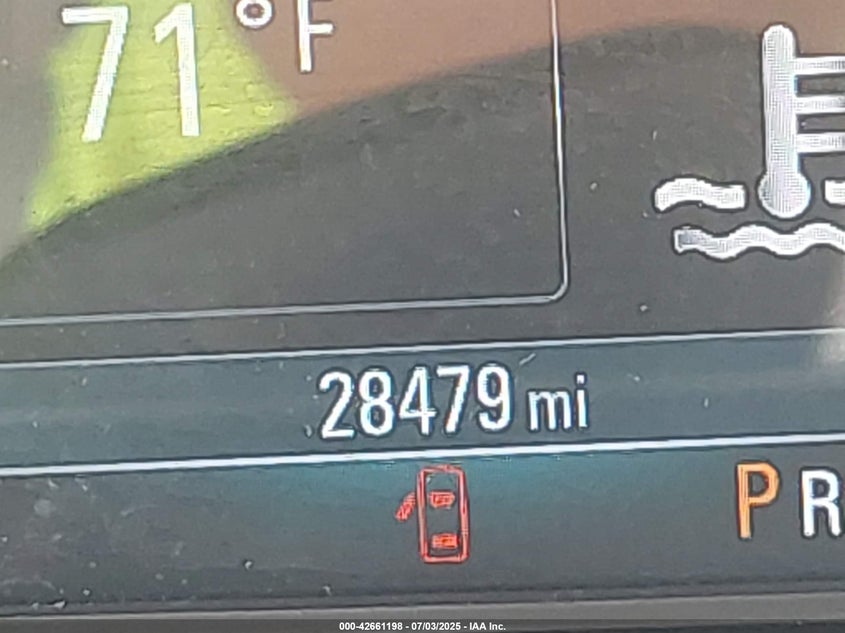 71°F
28479 mi
P R
000-42661198 - 07/03/2025 - IAA Inc.